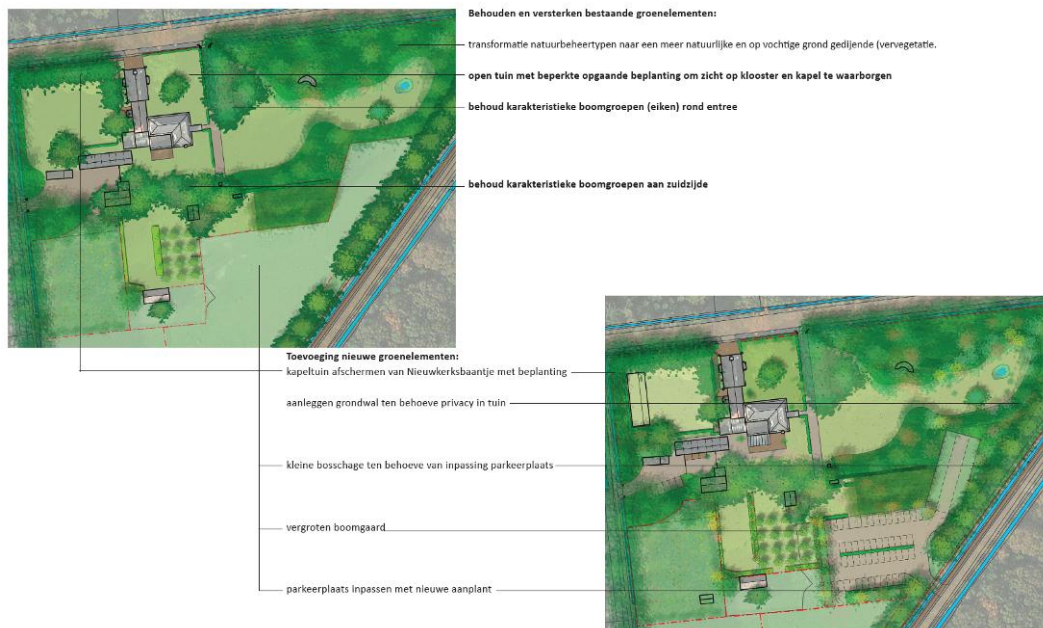 Behouden en versterken bestaande groenelementen:
transformatie natuurbeheertypen naar een meer natuurlijke en op vochtige grond gedijende (vervegetatie.
open tuin met beperkte opgaande beplanting om zicht op klooster en kapel te waarborgen
behoud karakteristieke boomgroepen (eiken) rond entree
behoud karakteristieke boomgroepen aan zuidzijde
Toevoeging nieuwe groenelementen:
kapeltuin afschermen van Nieuwkerksbaantje met beplanting
aanleggen grondwal ten behoeve privacy in tuin
kleine bosschage ten behoeve van inpassing parkeerplaats
vergroten boomgaard
parkeerplaats inpassen met nieuwe aanplant